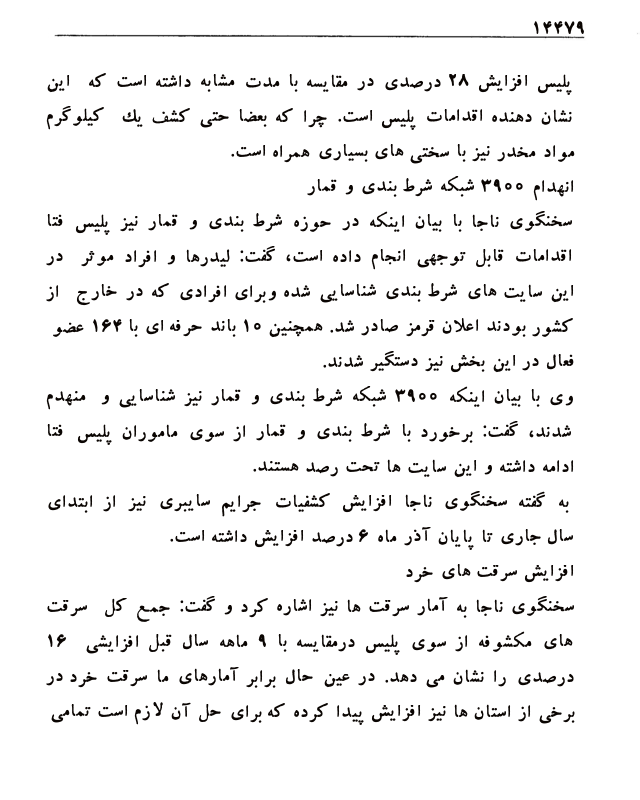 ۱۴۴۷۹
پلیس افزایش ۲۸ درصدی در مقایسه با مدت مشابه داشته است که این
نشان دهنده اقدامات پلیس است. چرا که بعضا حتی کشف یك کیلوگرم
مواد مخدر نیز با سختی های بسیاری همراه است.
انهدام ۳۹۰۰ شبکه شرط بندی و قمار
سخنگوی ناجا با بیان اینکه در حوزه شرط بندی و قمار نیز پلیس فتا
اقدامات قابل توجهی انجام داده است، گفت: لیدرها و افراد موثر در
این سایت های شرط بندی شناسایی شده وبرای افرادی که در خارج از
کشور بودند اعلان قرمز صادر شد. همچنین ۱۰ باند حرفه ای با ۱۶۴ عضو
فعال در این بخش نیز دستگیر شدند.
وی با بیان اینکه ۳۹۰۰ شبکه شرط بندی و قمار نیز شناسایی و منهدم
شدند، گفت: برخورد با شرط بندی و قمار از سوی ماموران پلیس فتا
ادامه داشته و این سایت ها تحت رصد هستند.
به گفته سخنگوی ناجا افزایش کشفیات جرایم سایبری نیز از ابتدای
سال جاری تا پایان آذر ماه ۶ درصد افزایش داشته است.
افزایش سرقت های خرد
سخنگوی ناجا به آمار سرقت ها نیز اشاره کرد و گفت: جمع کل سرقت
های مکشوفه از سوی پلیس درمقایسه با ۹ ماهه سال قبل افزایشی ۱۶
درصدی را نشان می دهد. در عین حال برابر آمارهای ما سرقت خرد در
برخی از استان ها نیز افزایش پیدا کرده که برای حل آن لازم است تمامی